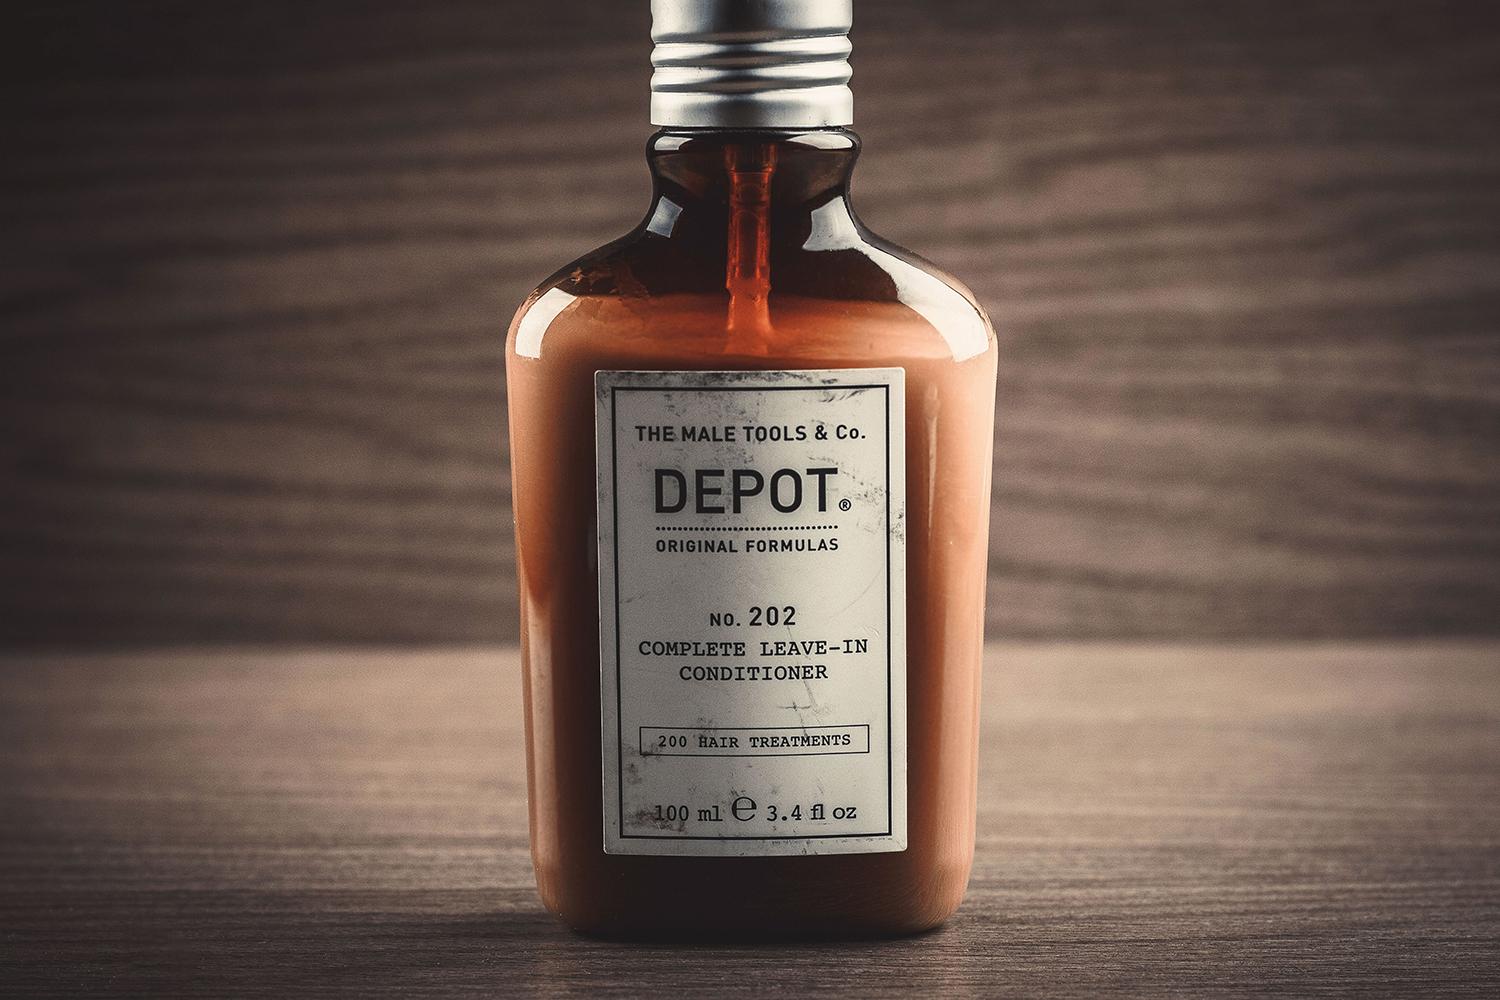 THE MALE TOOLS & Co.
DEPOT.®
ORIGINAL FORMULAS
NO. 202
COMPLETE LEAVE-IN
CONDITIONER
200 HAIR TREATMENTS
100 ml ℮ 3.4 fl oz